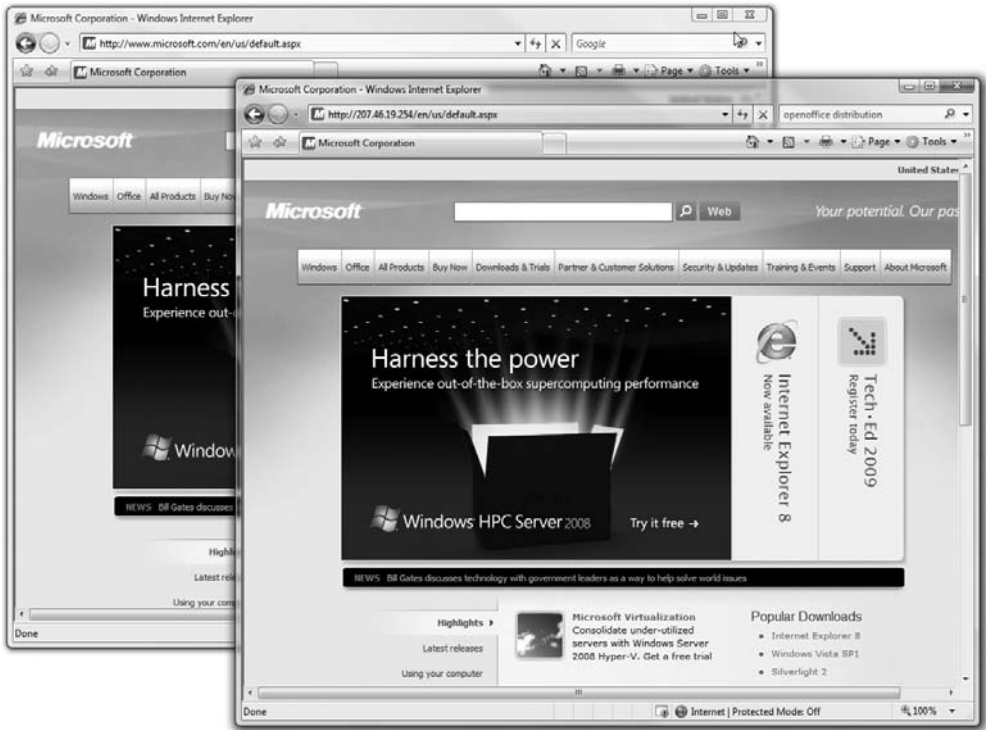 Microsoft Corporation - Windows Internet Explorer
http://www.microsoft.com/en/us/default.aspx
Google
Microsoft Corporation
Page
Tools
Microsoft
Windows Office All Products Buy
Harness
Experience out-
Window
NEWS Bill Gates discusses
Latest
Using your
Done
Microsoft Corporation - Windows Internet Explorer
http://207.46.19.254/en/us/default.aspx
openoffice distribution
Microsoft Corporation
Page
Tools
United States
Microsoft
Web
Your potential. Our pas
Windows Office All Products Buy Now Downloads & Trials Partner & Customer Solutions Security & Updates Training & Events Support About Microsoft
Harness the power
Experience out-of-the-box supercomputing performance
Windows HPC Server 2008
Try it free →
Internet Explorer 8
Now available
Tech·Ed 2009
Register today
NEWS Bill Gates discusses technology with government leaders as a way to help solve world issues
Highlights
Latest releases
Using your computer
Microsoft Virtualization
Consolidate under-utilized
servers with Windows Server
2008 Hyper-V. Get a free trial
Popular Downloads
• Internet Explorer 8
• Windows Vista SP1
• Silverlight 2
Done
Internet | Protected Mode: Off
100%